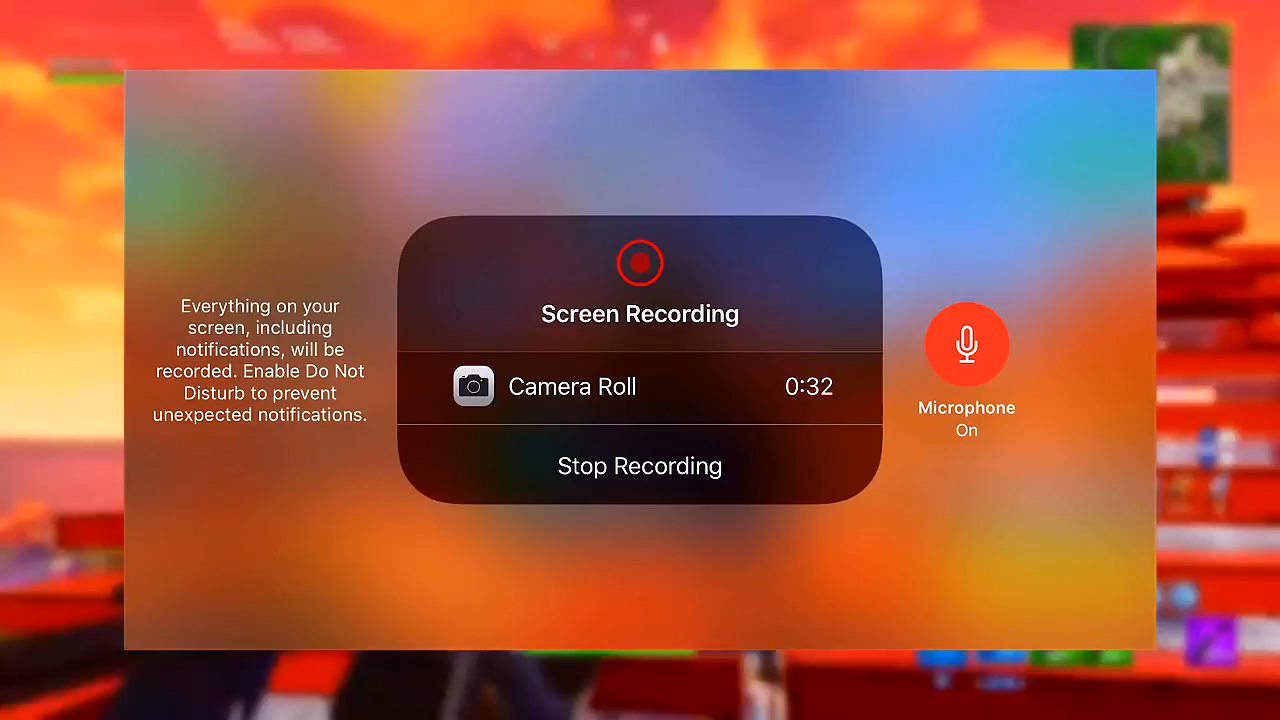 Everything on your
screen, including
notifications, will be
recorded. Enable Do Not
Disturb to prevent
unexpected notifications.
Screen Recording
Camera Roll 0:32
Stop Recording
Microphone
On